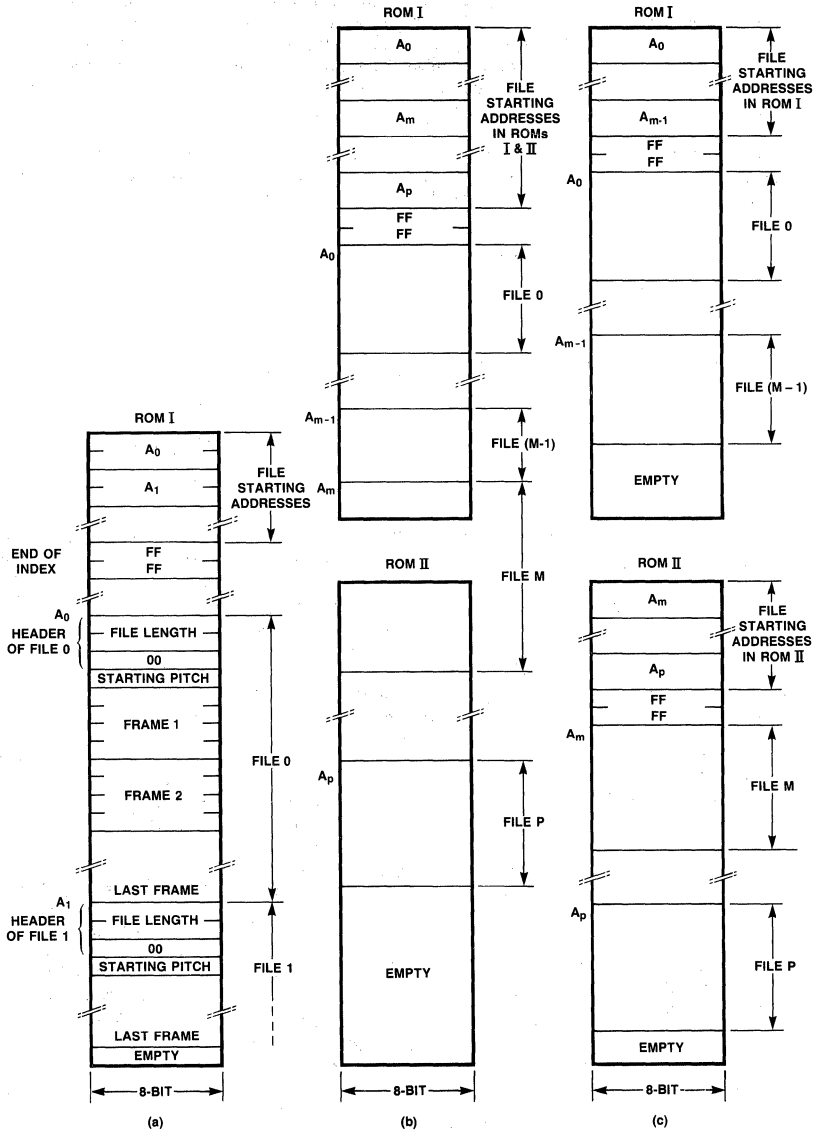 ROM I
A0
A1
FILE
STARTING
ADDRESSES
END OF
INDEX
FF
FF
A0
HEADER
OF FILE 0
FILE LENGTH
00
STARTING PITCH
FRAME 1
FRAME 2
FILE 0
LAST FRAME
A1
HEADER
OF FILE 1
FILE LENGTH
00
STARTING PITCH
FILE 1
LAST FRAME
EMPTY
8-BIT
(a)
ROM I
A0
Am
Ap
FILE
STARTING
ADDRESSES
IN ROMs
I & II
FF
FF
A0
FILE 0
Am-1
FILE (M-1)
Am
FILE M
ROM II
Ap
FILE P
EMPTY
8-BIT
(b)
ROM I
A0
Am-1
FILE
STARTING
ADDRESSES
IN ROM I
FF
FF
A0
FILE 0
Am-1
FILE (M – 1)
EMPTY
ROM II
Am
Ap
FILE
STARTING
ADDRESSES
IN ROM II
FF
FF
Am
FILE M
Ap
FILE P
EMPTY
8-BIT
(c)